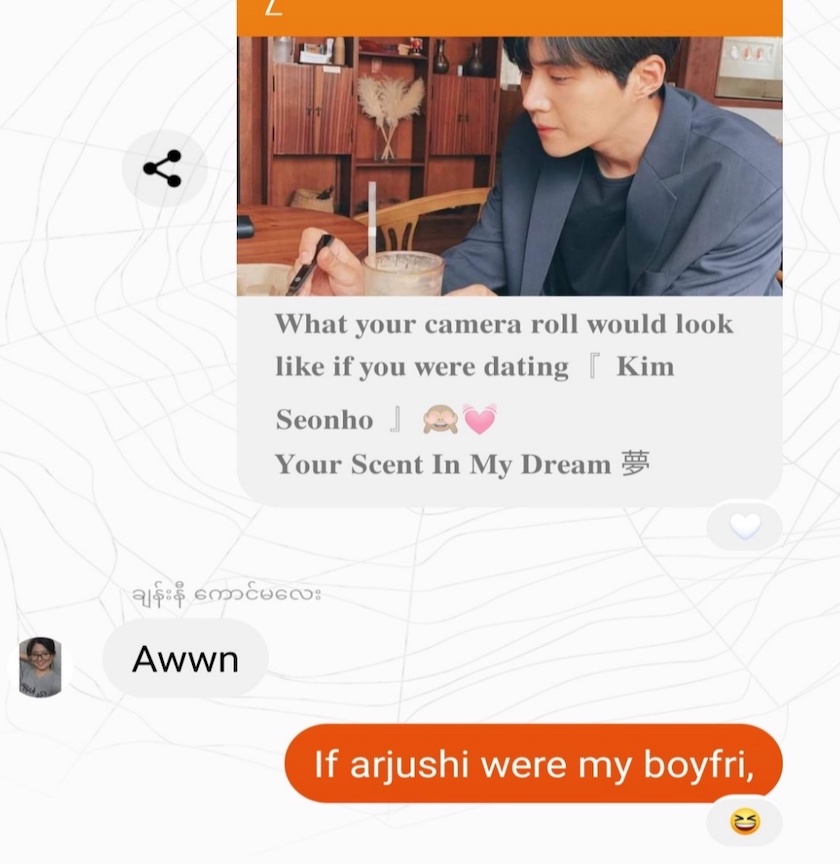 What your camera roll would look
like if you were dating 『 Kim
Seonho 』 🙈💓
Your Scent In My Dream 夢
ချန်းနီ ကောင်မလေး
Awwn
If arjushi were my boyfri,